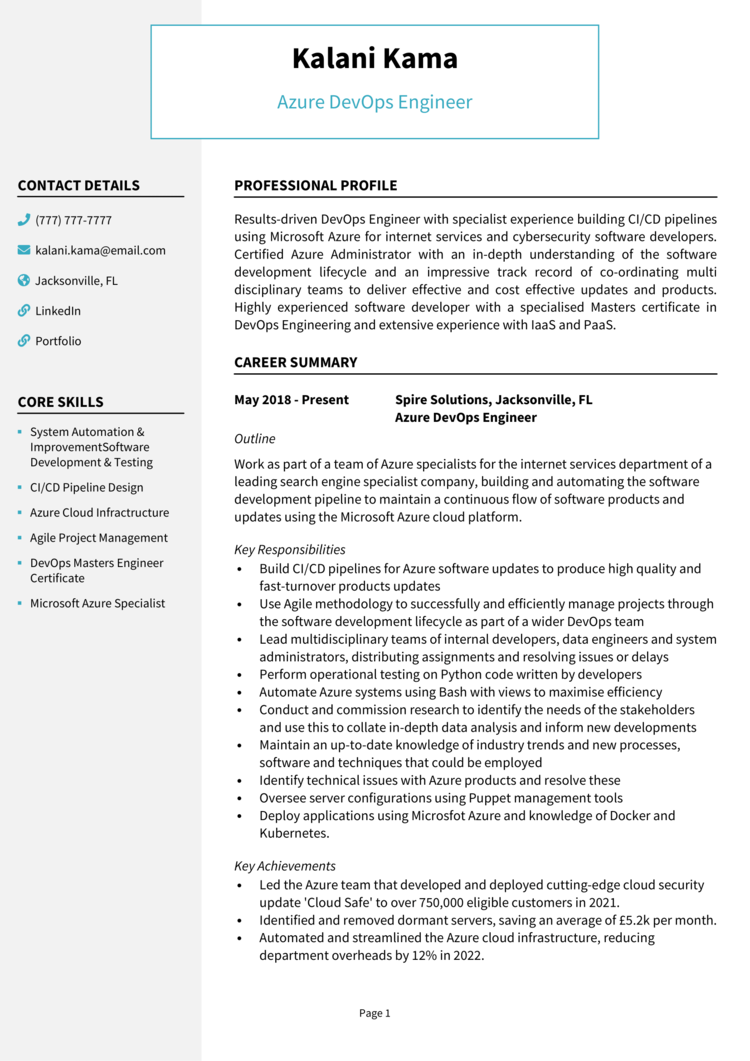 Kalani Kama
Azure DevOps Engineer
CONTACT DETAILS
(777) 777-7777
kalani.kama@email.com
Jacksonville, FL
LinkedIn
Portfolio
CORE SKILLS
System Automation &
ImprovementSoftware
Development & Testing
CI/CD Pipeline Design
Azure Cloud Infractructure
Agile Project Management
DevOps Masters Engineer
Certificate
Microsoft Azure Specialist
PROFESSIONAL PROFILE
Results-driven DevOps Engineer with specialist experience building CI/CD pipelines
using Microsoft Azure for internet services and cybersecurity software developers.
Certified Azure Administrator with an in-depth understanding of the software
development lifecycle and an impressive track record of co-ordinating multi
disciplinary teams to deliver effective and cost effective updates and products.
Highly experienced software developer with a specialised Masters certificate in
DevOps Engineering and extensive experience with IaaS and PaaS.
CAREER SUMMARY
May 2018 - Present Spire Solutions, Jacksonville, FL
Azure DevOps Engineer
Outline
Work as part of a team of Azure specialists for the internet services department of a
leading search engine specialist company, building and automating the software
development pipeline to maintain a continuous flow of software products and
updates using the Microsoft Azure cloud platform.
Key Responsibilities
• Build CI/CD pipelines for Azure software updates to produce high quality and
fast-turnover products updates
• Use Agile methodology to successfully and efficiently manage projects through
the software development lifecycle as part of a wider DevOps team
• Lead multidisciplinary teams of internal developers, data engineers and system
administrators, distributing assignments and resolving issues or delays
• Perform operational testing on Python code written by developers
• Automate Azure systems using Bash with views to maximise efficiency
• Conduct and commission research to identify the needs of the stakeholders
and use this to collate in-depth data analysis and inform new developments
• Maintain an up-to-date knowledge of industry trends and new processes,
software and techniques that could be employed
• Identify technical issues with Azure products and resolve these
• Oversee server configurations using Puppet management tools
• Deploy applications using Microsfot Azure and knowledge of Docker and
Kubernetes.
Key Achievements
• Led the Azure team that developed and deployed cutting-edge cloud security
update 'Cloud Safe' to over 750,000 eligible customers in 2021.
• Identified and removed dormant servers, saving an average of £5.2k per month.
• Automated and streamlined the Azure cloud infrastructure, reducing
department overheads by 12% in 2022.
Page 1